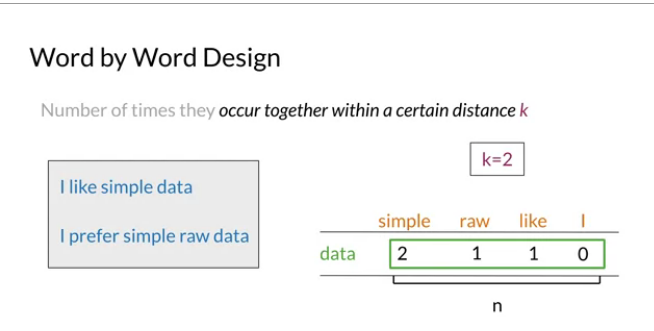 Word by Word Design
Number of times they occur together within a certain distance k
k=2
I like simple data
I prefer simple raw data
simple raw like I
data 2 1 1 0
n